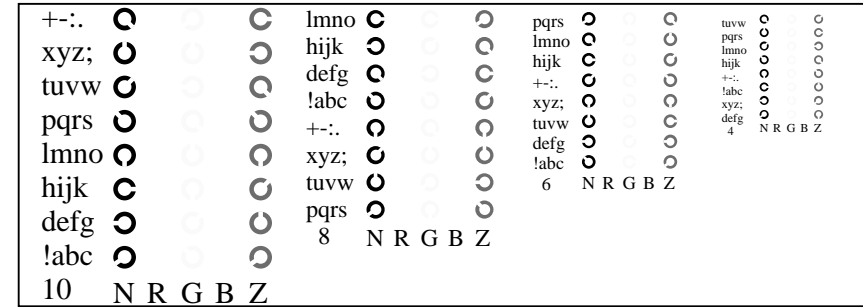 +-:.
xyz;
tuvw
pqrs
lmno
hijk
defg
!abc
10 N R G B Z
lmno
hijk
defg
!abc
+-:.
xyz;
tuvw
pqrs
8 N R G B Z
pqrs
lmno
hijk
+-:.
xyz;
tuvw
defg
!abc
6 N R G B Z
tuvw
pqrs
lmno
hijk
+-:.
!abc
xyz;
defg
4 N R G B Z